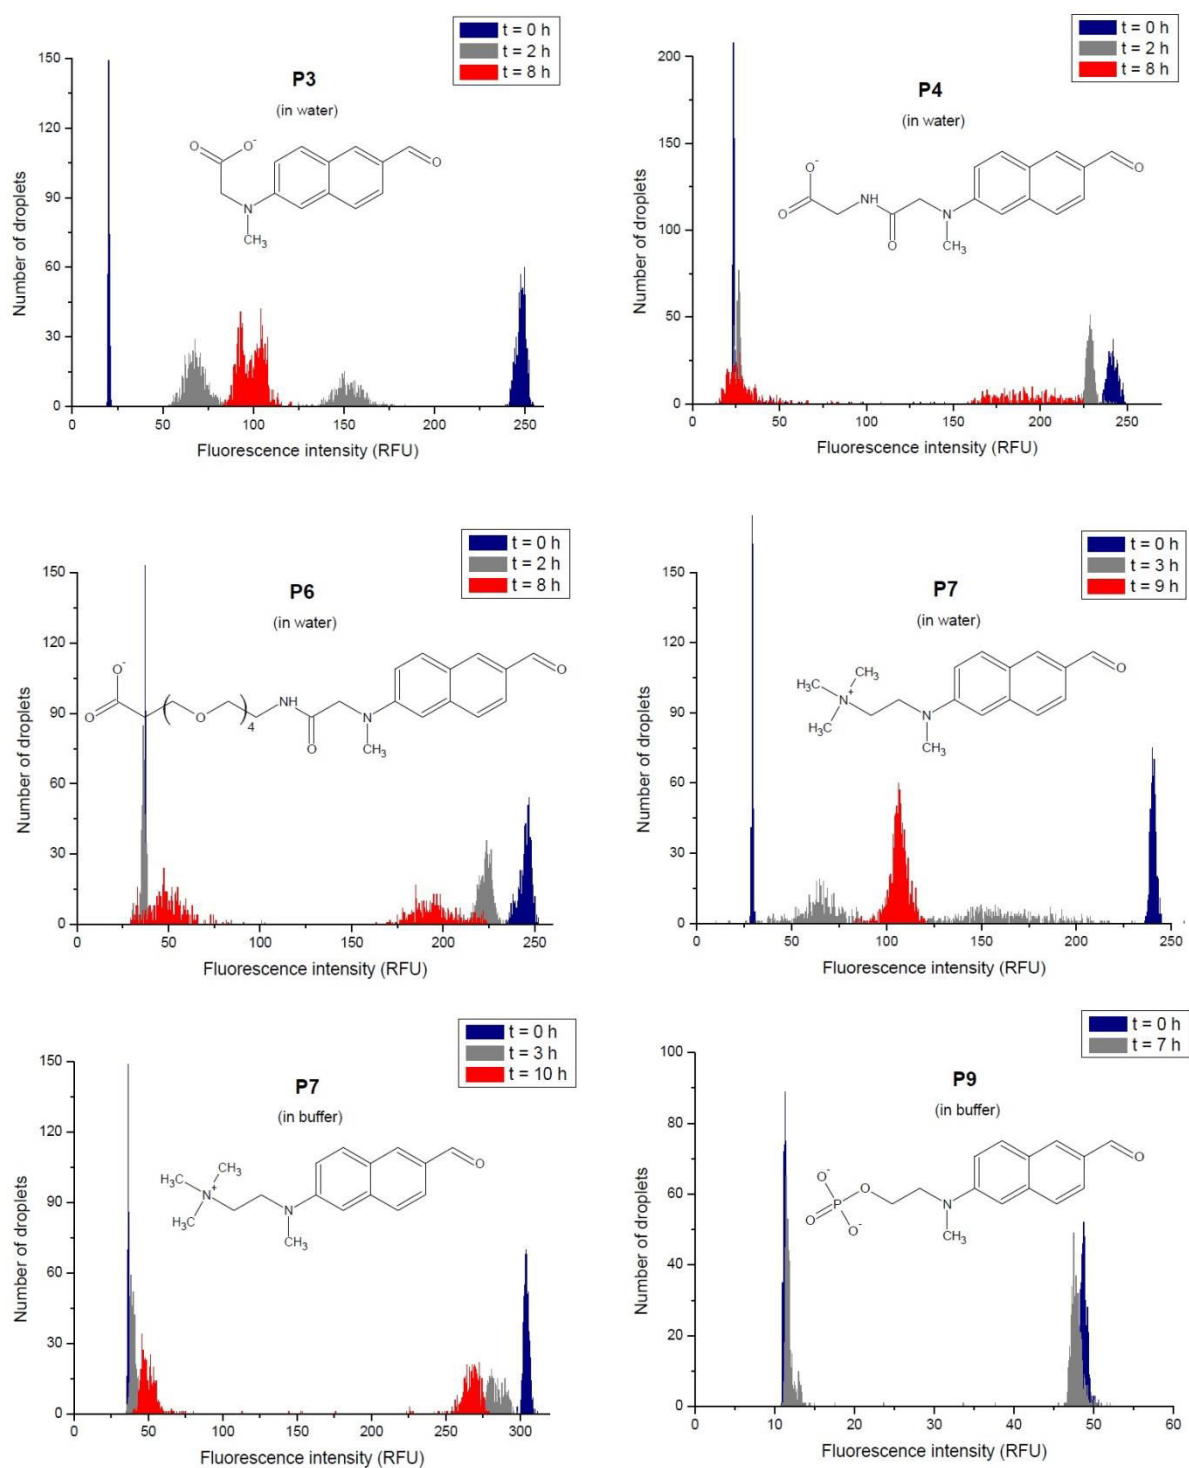 t = 0 h
t = 2 h
t = 8 h
P3
(in water)
O
O-
O
N
CH3
150
120
90
60
30
0
0 50 100 150 200 250
Number of droplets
Fluorescence intensity (RFU)
t = 0 h
t = 2 h
t = 8 h
P4
(in water)
O-
O
NH
O
N
CH3
O
200
150
200
50
0
0 50 100 150 200 250
Number of droplets
Fluorescence intensity (RFU)
t = 0 h
t = 2 h
t = 8 h
P6
(in water)
O-
O
( O )4
NH
O
N
CH3
O
150
120
90
60
30
0
0 50 100 150 200 250
Number of droplets
Fluorescence intensity (RFU)
t = 0 h
t = 3 h
t = 9 h
P7
(in water)
H3C
CH3
N+
H3C
N
CH3
O
150
120
90
60
30
0
0 50 100 150 200 250
Number of droplets
Fluorescence intensity (RFU)
t = 0 h
t = 3 h
t = 10 h
P7
(in buffer)
H3C
CH3
N+
H3C
N
CH3
O
150
120
90
60
30
0
0 50 100 150 200 250 300
Number of droplets
Fluorescence intensity (RFU)
t = 0 h
t = 7 h
P9
(in buffer)
O-
P
O
O
O-
N
CH3
O
100
80
60
40
20
0
0 10 20 30 40 50 60
Number of droplets
Fluorescence intensity (RFU)